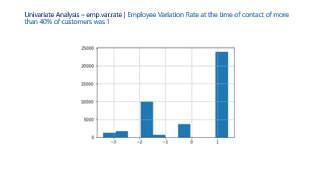 Univariate Analysis – emp.var.rate | Employee Variation Rate at the time of contact of more
than 40% of customers was 1
25000
20000
15000
10000
5000
0
−3 −2 −1 0 1